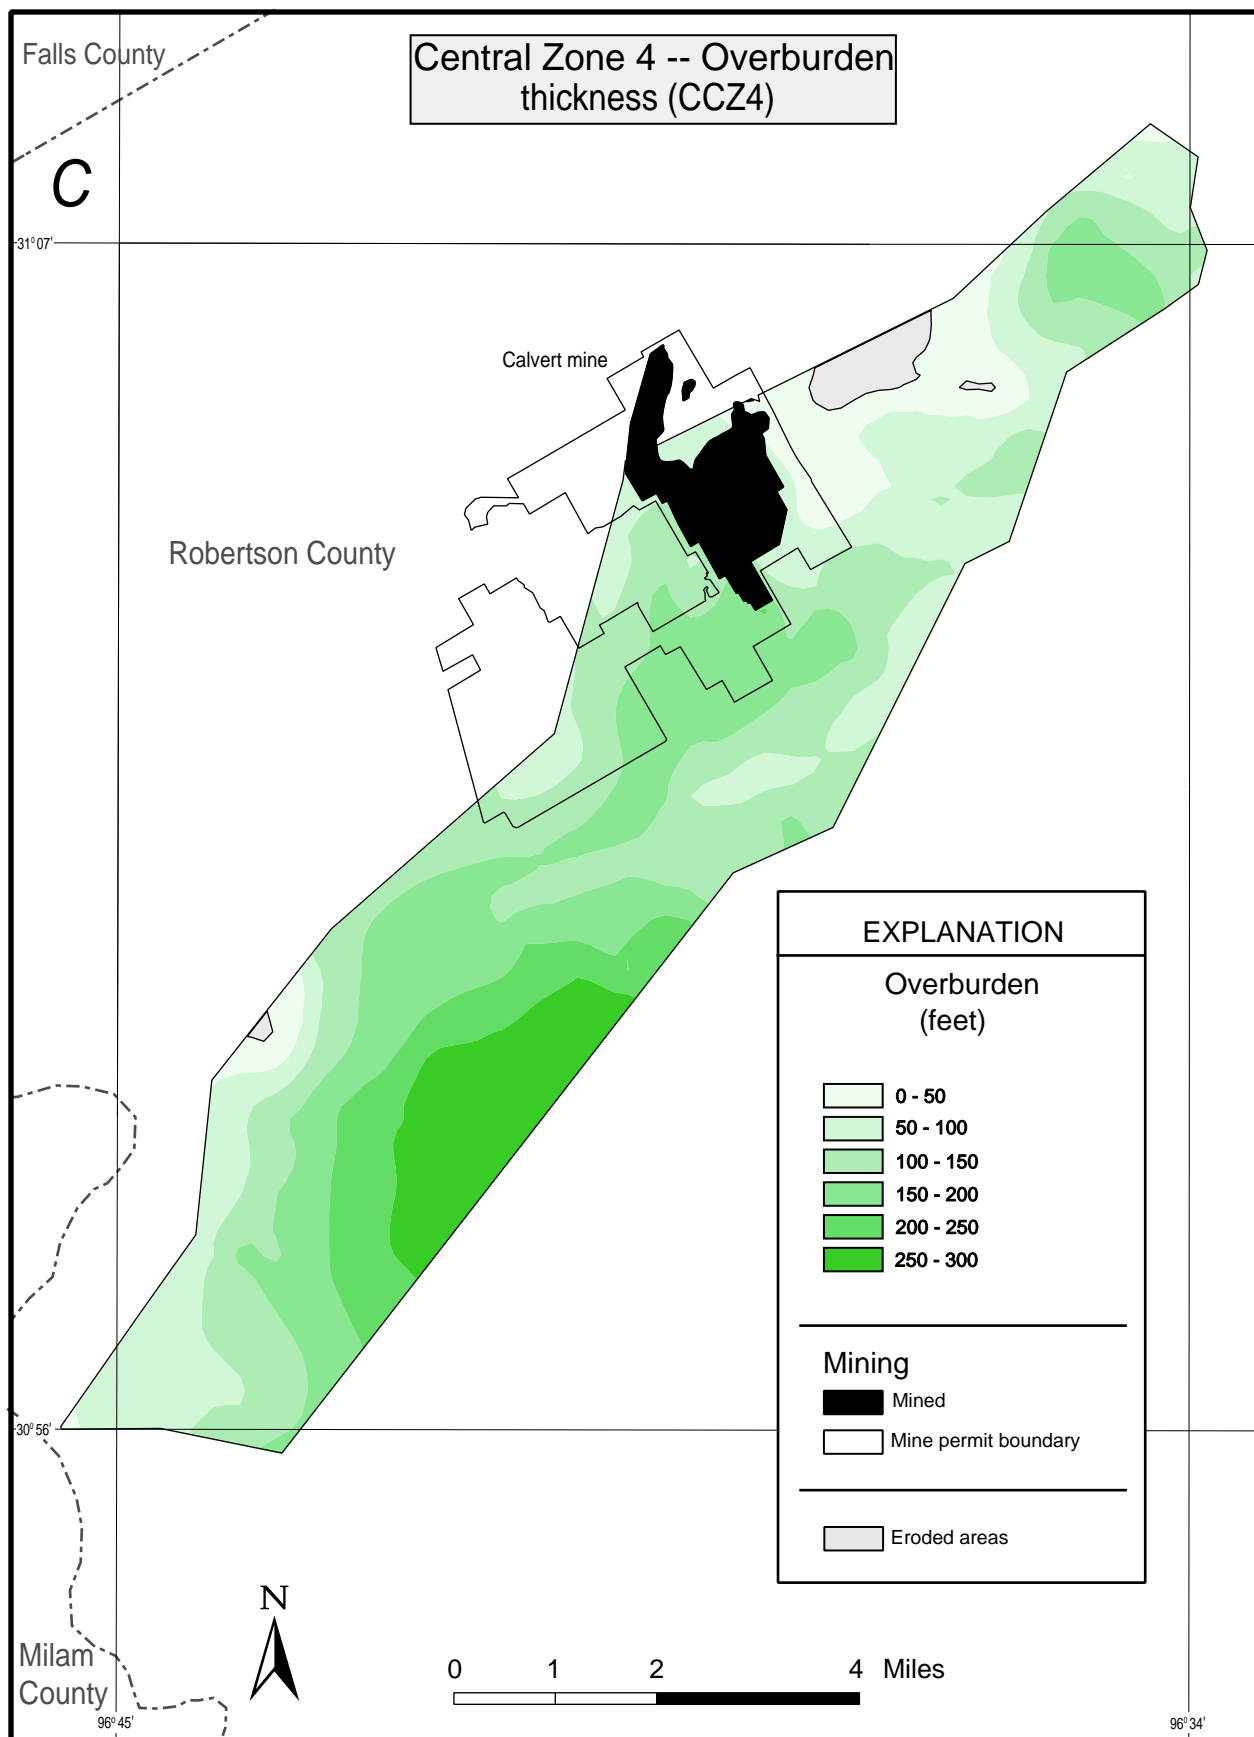 Falls County
Central Zone 4 -- Overburden
thickness (CCZ4)
C
31°07'
Calvert mine
Robertson County
EXPLANATION
Overburden
(feet)
0 - 50
50 - 100
100 - 150
150 - 200
200 - 250
250 - 300
Mining
Mined
Mine permit boundary
Eroded areas
30°56'
N
Milam
County
0 1 2 4 Miles
96°45'
96°34'